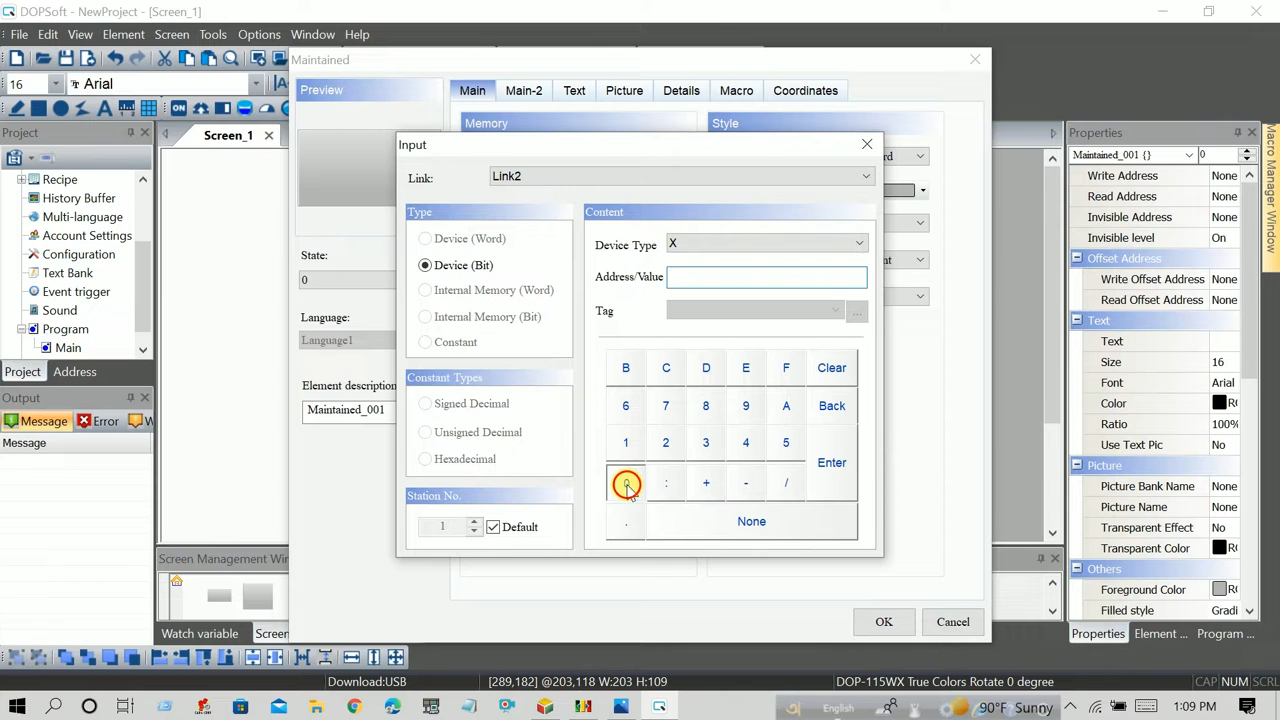 DOPSoft - NewProject - [Screen_1]
File Edit View Element Screen Tools Options Window Help
16 Arial
Project
Recipe
History Buffer
Multi-language
Account Settings
Configuration
Text Bank
Event trigger
Sound
Program
Main
Project Address
Output
Message Error W
Message
Screen_1
Maintained
Preview
State:
0
Language:
Language1
Element description
Maintained_001
Main Main-2 Text Picture Details Macro Coordinates
Memory
Style
Input
Link: Link2
Type
Device (Word)
Device (Bit)
Internal Memory (Word)
Internal Memory (Bit)
Constant
Constant Types
Signed Decimal
Unsigned Decimal
Hexadecimal
Station No.
1 Default
Content
Device Type X
Address/Value
Tag ...
B C D E F Clear
6 7 8 9 A Back
1 2 3 4 5
Enter
0 : + - /
. None
OK Cancel
Properties
Maintained_001 {} 0
Write Address None
Read Address None
Invisible Address None
Invisible level On
Offset Address
Write Offset Address None
Read Offset Address None
Text
Text
Size 16
Font Arial
Color R
Ratio 100%
Use Text Pic No
Picture
Picture Bank Name None
Picture Name None
Transparent Effect No
Transparent Color R
Others
Foreground Color R
Filled style Gradi
Properties Element ... Program ...
Macro Manager Window
Screen Management Win
Watch variable Screen
Download:USB [289,182] @203,118 W:203 H:109 DOP-115WX True Colors Rotate 0 degree CAP NUM SCRL
English 90°F Sunny 1:09 PM